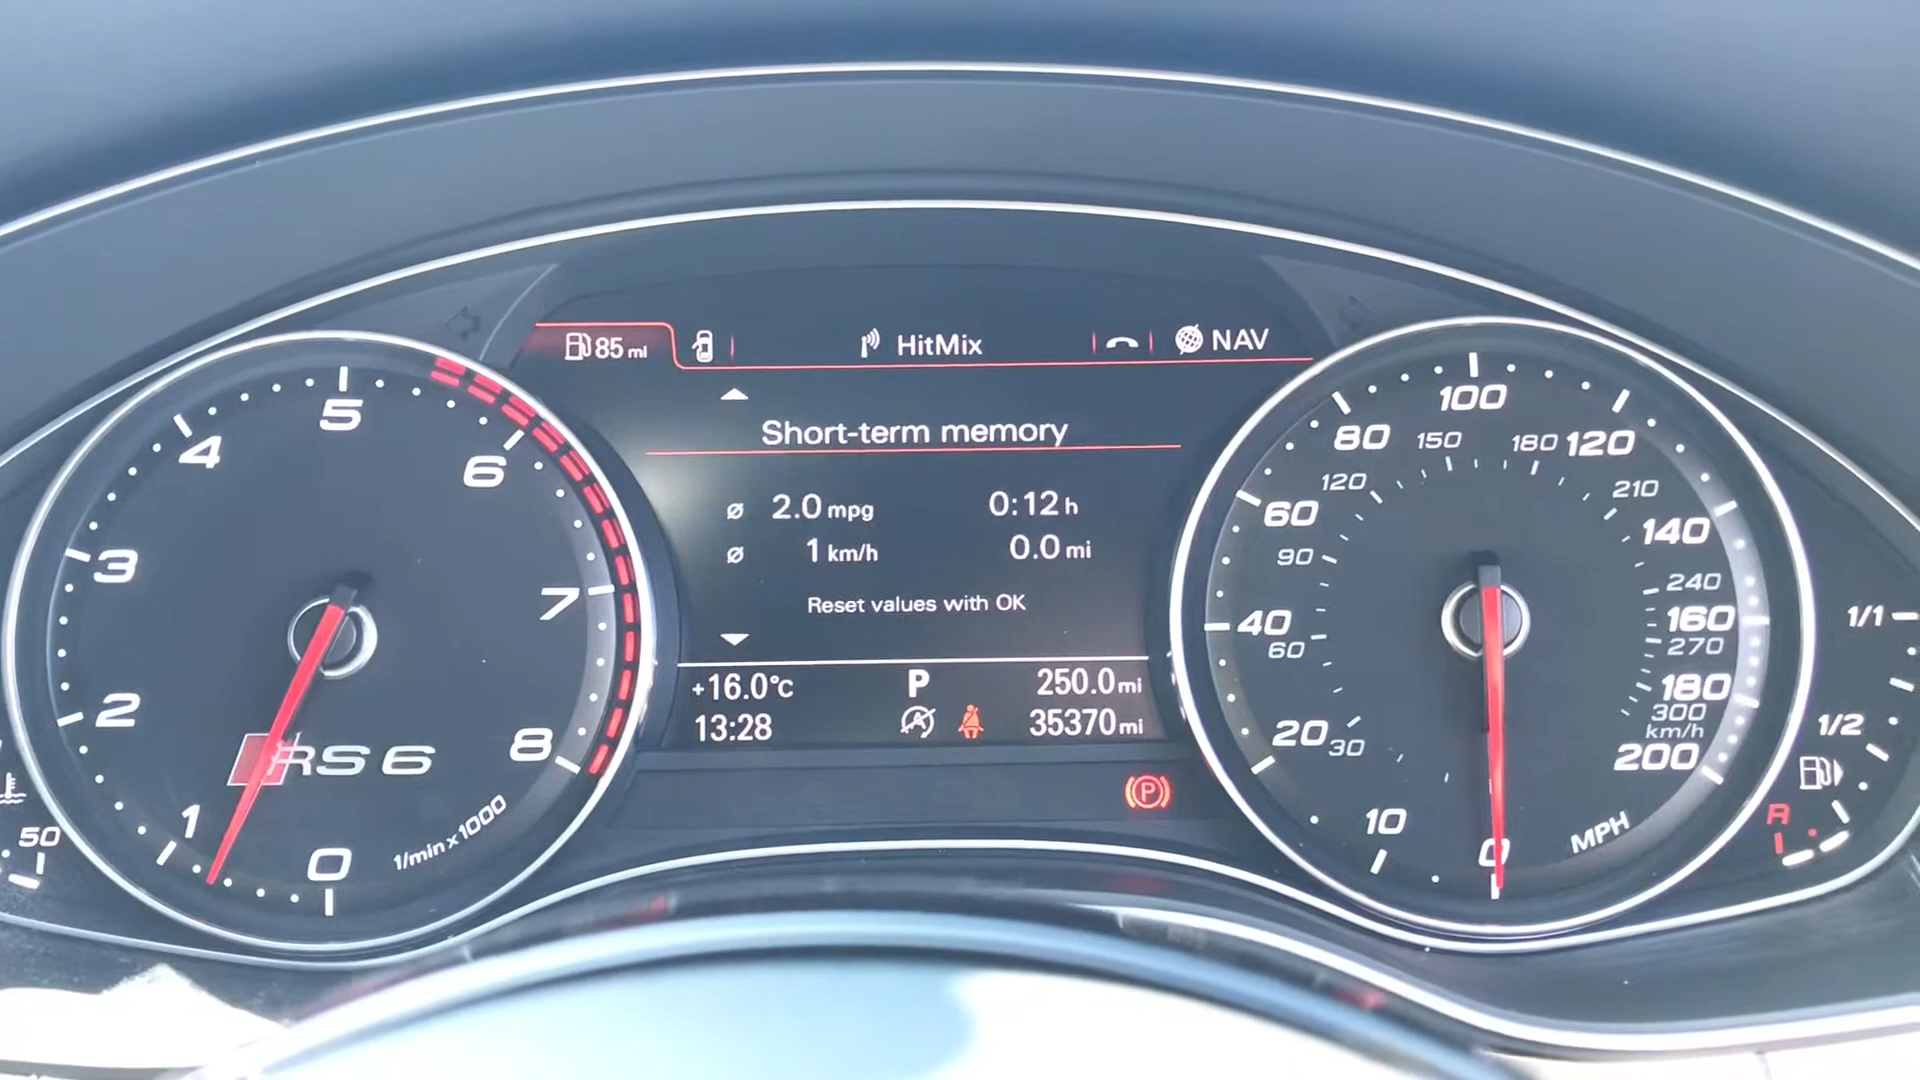 85 mi HitMix NAV
Short-term memory
ø 2.0 mpg 0:12 h
ø 1 km/h 0.0 mi
Reset values with OK
+16.0°C P 250.0 mi
13:28 A 35370 mi
P
0
1
2
3
4
5
6
7
8
RS 6
1/min x 1000
50
0
10
20
40
60
80
100
120
140
160
180
200
MPH
30
60
90
120
150
180
210
240
270
300
km/h
1/1
1/2
R